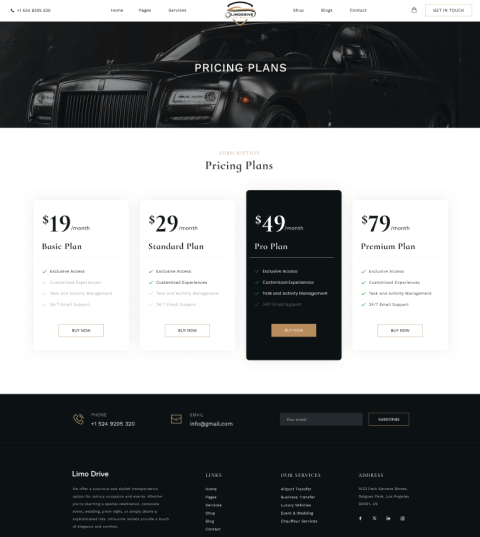 +1 524 9205 320
Home Pages Services
LIMODRIVE
Shop Blogs Contact
GET IN TOUCH
PRICING PLANS
SUBSCRIPTION
Pricing Plans
$19/month
Basic Plan
Exclusive Access
Customized Experiences
Task and Activity Management
24/7 Email Support
BUY NOW
$29/month
Standard Plan
Exclusive Access
Customized Experiences
Task and Activity Management
24/7 Email Support
BUY NOW
$49/month
Pro Plan
Exclusive Access
Customized Experiences
Task and Activity Management
24/7 Email Support
BUY NOW
$79/month
Premium Plan
Exclusive Access
Customized Experiences
Task and Activity Management
24/7 Email Support
BUY NOW
PHONE
+1 524 9205 320
EMAIL
info@gmail.com
Your email
SUBSCRIBE
Limo Drive
We offer a luxurious and stylish transportation
option for various occasions and events. Whether
you're planning a special celebration, corporate
event, wedding, prom night, or simply desire a
sophisticated ride, limousine rentals provide a touch
of elegance and comfort.
LINKS
Home
Pages
Services
Shop
Blog
Contact
OUR SERVICES
Airport Transfer
Business Transfer
Luxury Vehicles
Event & Wedding
Chauffeur Services
ADDRESS
Park Serrano Street,
Los Angeles